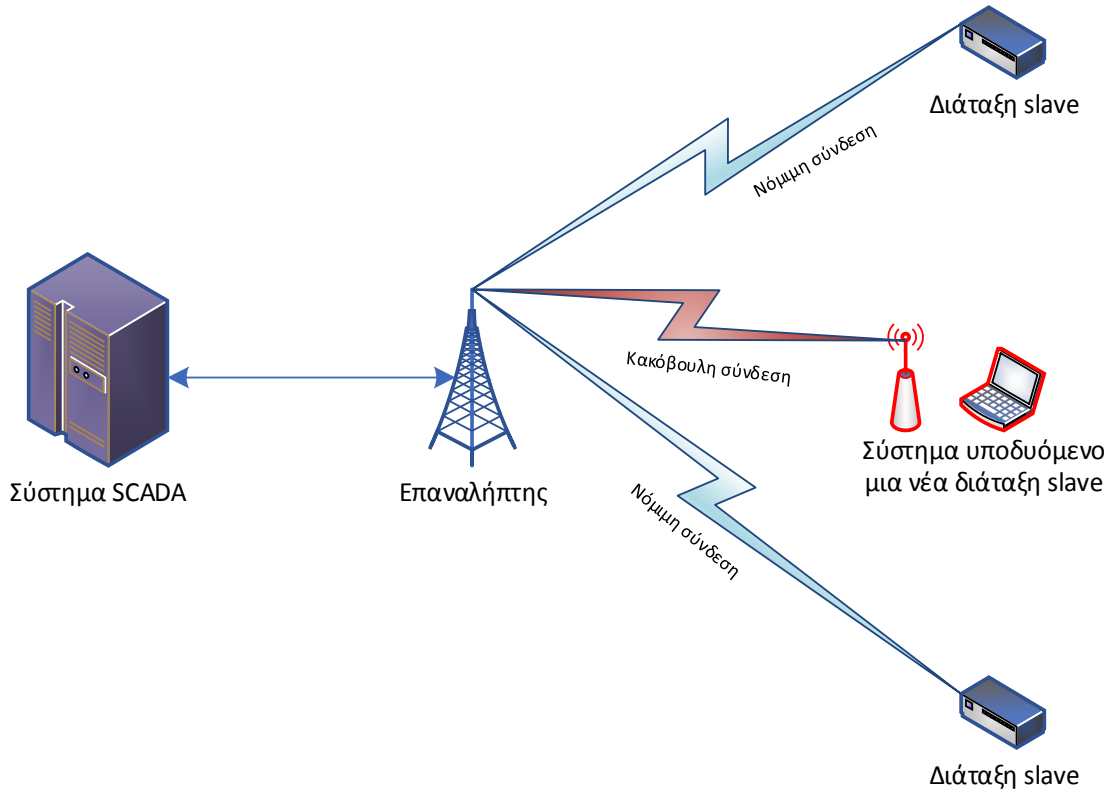 Διάταξη slave
Νόμιμη σύνδεση
Κακόβουλη σύνδεση
Σύστημα υποδυόμενο
μια νέα διάταξη slave
Σύστημα SCADA
Επαναλήπτης
Νόμιμη σύνδεση
Διάταξη slave